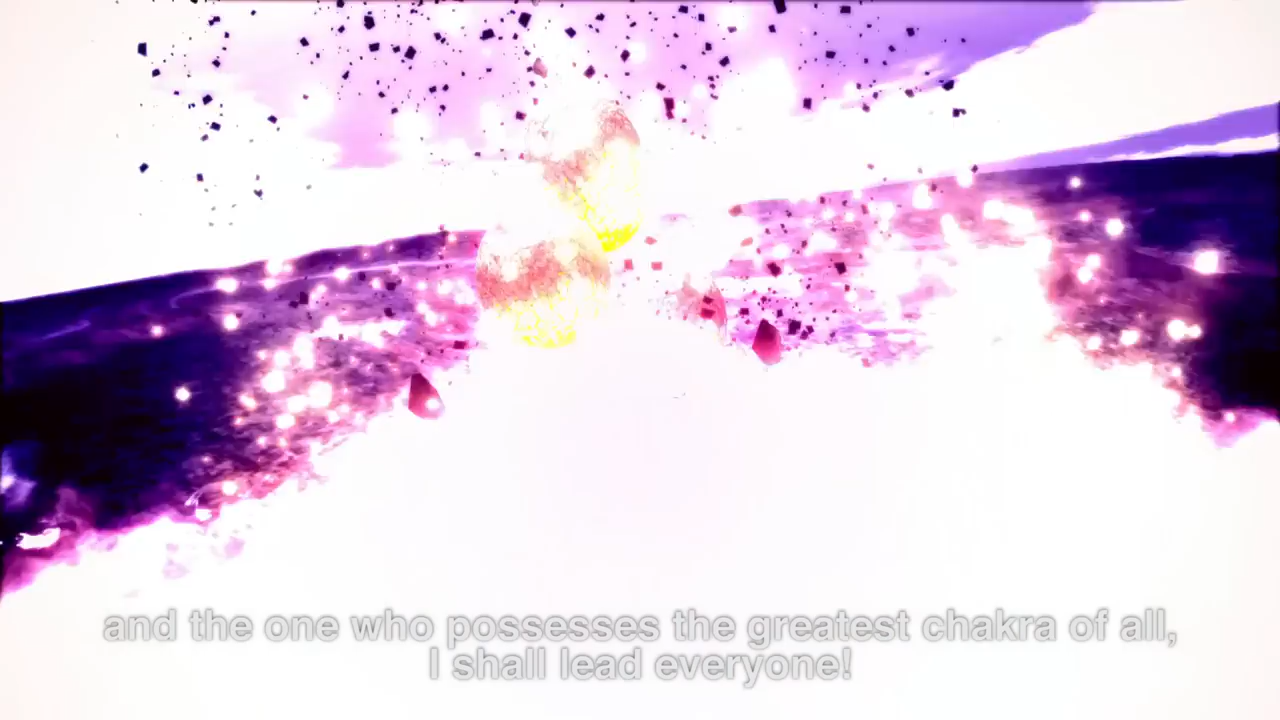 and the one who possesses the greatest chakra of all,
I shall lead everyone!